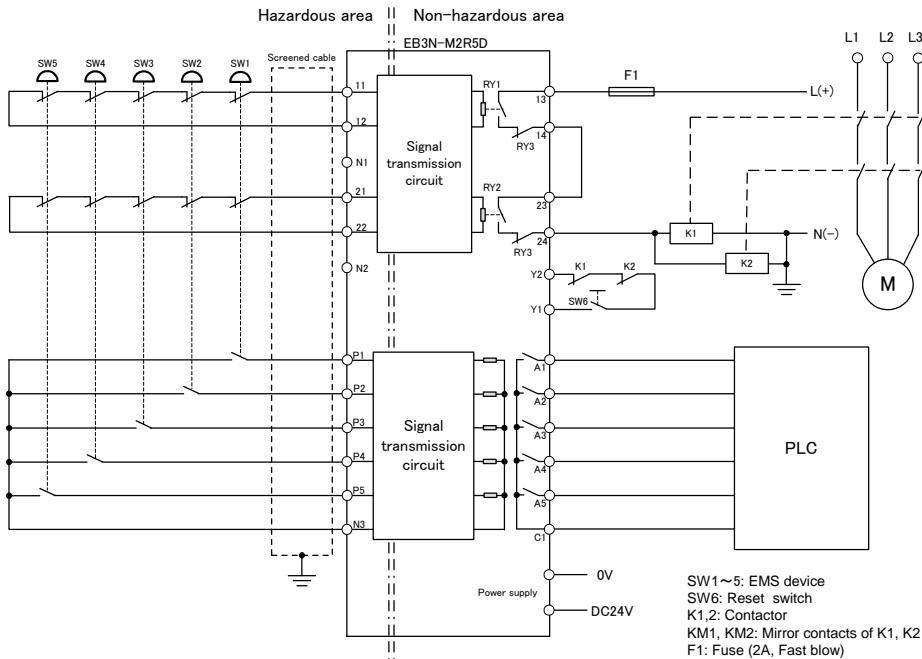 Hazardous area
Non-hazardous area
EB3N-M2R5D
Screened cable
SW5
SW4
SW3
SW2
SW1
L1
L2
L3
F1
L(+)
11
12
N1
21
22
N2
Signal
transmission
circuit
RY1
RY3
RY2
RY3
13
14
23
24
K1
N(-)
K2
M
Y2
K1
K2
SW6
Y1
P1
P2
P3
P4
P5
N3
Signal
transmission
circuit
A1
A2
A3
A4
A5
C1
PLC
Power supply
0V
DC24V
SW1~5: EMS device
SW6: Reset switch
K1,2: Contactor
KM1, KM2: Mirror contacts of K1, K2
F1: Fuse (2A, Fast blow)